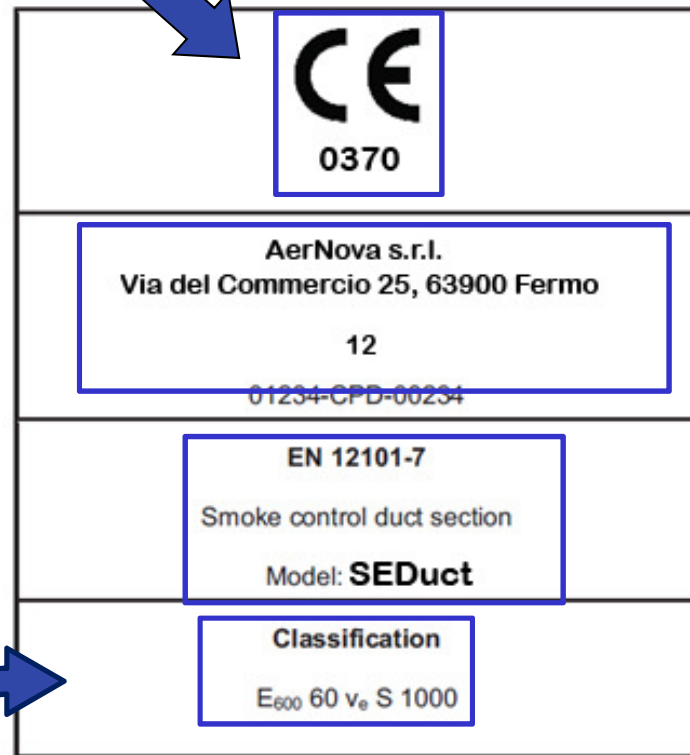 CE
0370
AerNova s.r.l.
Via del Commercio 25, 63900 Fermo
12
01234-CPD-00234
EN 12101-7
Smoke control duct section
Model: SEDuct
Classification
E₆₀₀ 60 vₑ S 1000